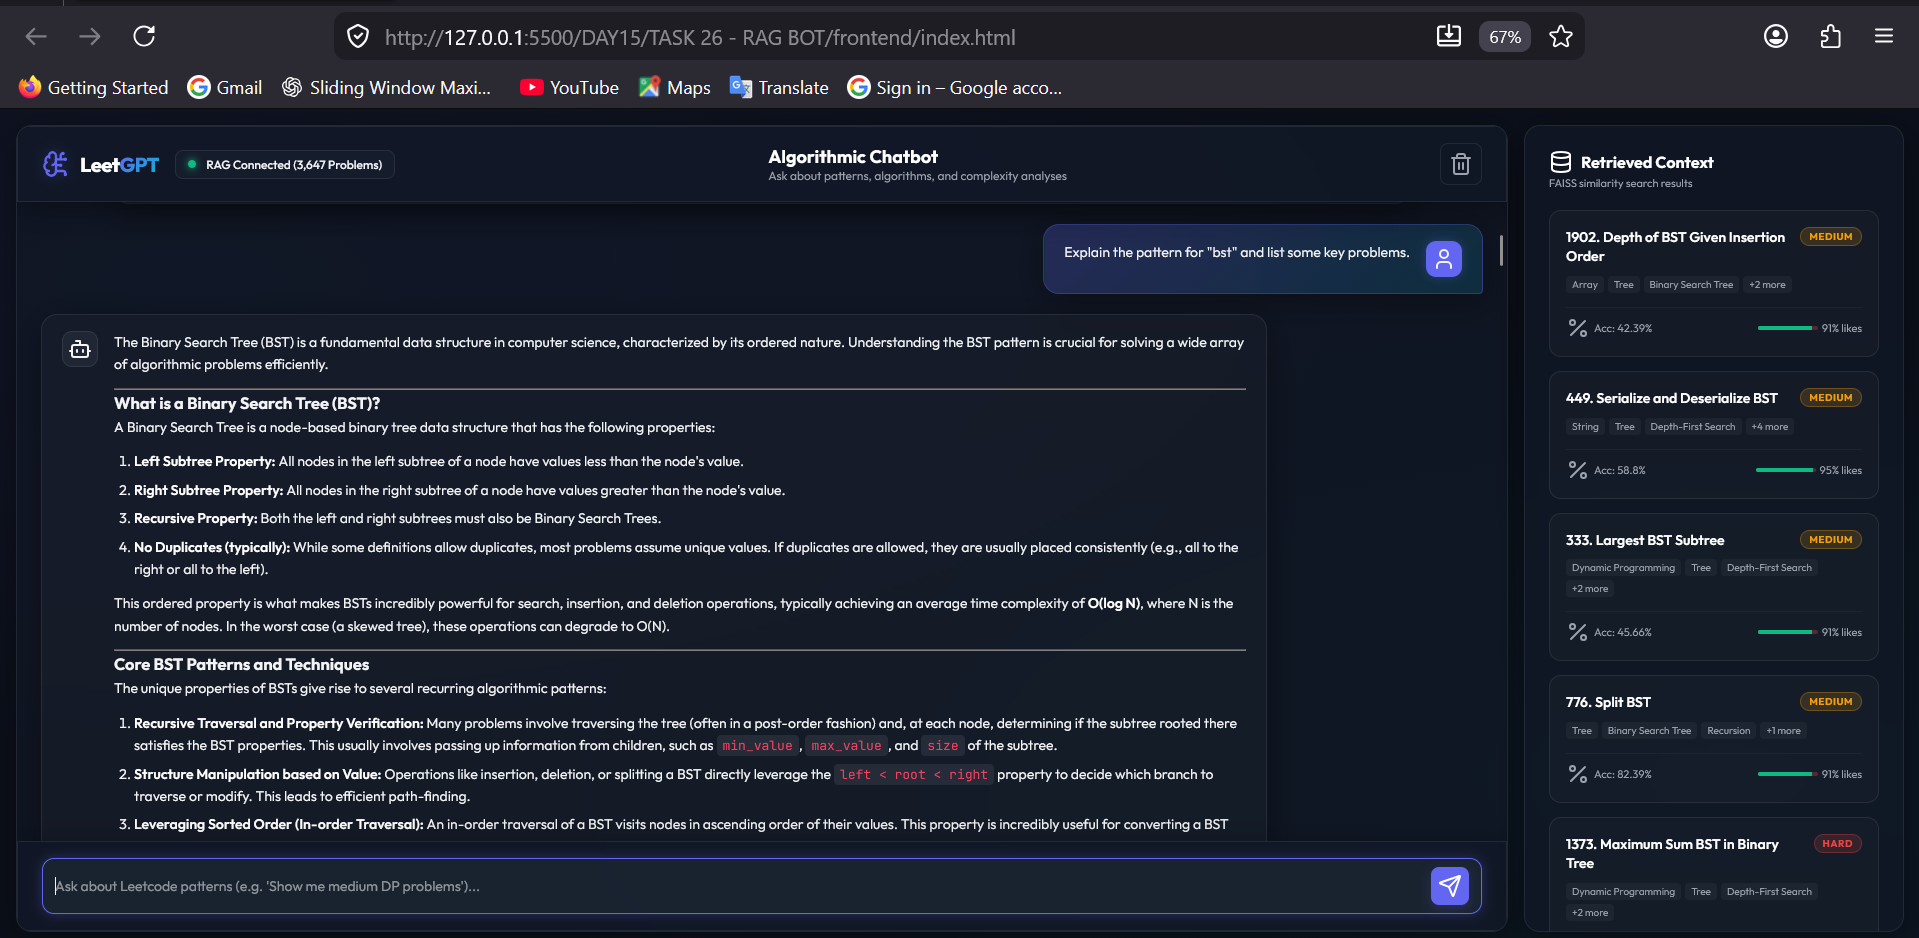 http://127.0.0.1:5500/DAY15/TASK 26 - RAG BOT/frontend/index.html
67%
Getting Started
Gmail
Sliding Window Maxi...
YouTube
Maps
Translate
Sign in – Google acco...
LeetGPT
RAG Connected (3,647 Problems)
Algorithmic Chatbot
Ask about patterns, algorithms, and complexity analyses
Explain the pattern for "bst" and list some key problems.
The Binary Search Tree (BST) is a fundamental data structure in computer science, characterized by its ordered nature. Understanding the BST pattern is crucial for solving a wide array
of algorithmic problems efficiently.
What is a Binary Search Tree (BST)?
A Binary Search Tree is a node-based binary tree data structure that has the following properties:
1. Left Subtree Property: All nodes in the left subtree of a node have values less than the node's value.
2. Right Subtree Property: All nodes in the right subtree of a node have values greater than the node's value.
3. Recursive Property: Both the left and right subtrees must also be Binary Search Trees.
4. No Duplicates (typically): While some definitions allow duplicates, most problems assume unique values. If duplicates are allowed, they are usually placed consistently (e.g., all to the
right or all to the left).
This ordered property is what makes BSTs incredibly powerful for search, insertion, and deletion operations, typically achieving an average time complexity of O(log N), where N is the
number of nodes. In the worst case (a skewed tree), these operations can degrade to O(N).
Core BST Patterns and Techniques
The unique properties of BSTs give rise to several recurring algorithmic patterns:
1. Recursive Traversal and Property Verification: Many problems involve traversing the tree (often in a post-order fashion) and, at each node, determining if the subtree rooted there
satisfies the BST properties. This usually involves passing up information from children, such as min_value, max_value, and size of the subtree.
2. Structure Manipulation based on Value: Operations like insertion, deletion, or splitting a BST directly leverage the left < root < right property to decide which branch to
traverse or modify. This leads to efficient path-finding.
3. Leveraging Sorted Order (In-order Traversal): An in-order traversal of a BST visits nodes in ascending order of their values. This property is incredibly useful for converting a BST
Ask about Leetcode patterns (e.g. 'Show me medium DP problems')...
Retrieved Context
FAISS similarity search results
1902. Depth of BST Given Insertion
Order
MEDIUM
Array Tree Binary Search Tree +2 more
Acc: 42.39%
91% likes
449. Serialize and Deserialize BST
MEDIUM
String Tree Depth-First Search +4 more
Acc: 58.8%
95% likes
333. Largest BST Subtree
MEDIUM
Dynamic Programming Tree Depth-First Search
+2 more
Acc: 45.66%
91% likes
776. Split BST
MEDIUM
Tree Binary Search Tree Recursion +1 more
Acc: 82.39%
91% likes
1373. Maximum Sum BST in Binary
Tree
HARD
Dynamic Programming Tree Depth-First Search
+2 more